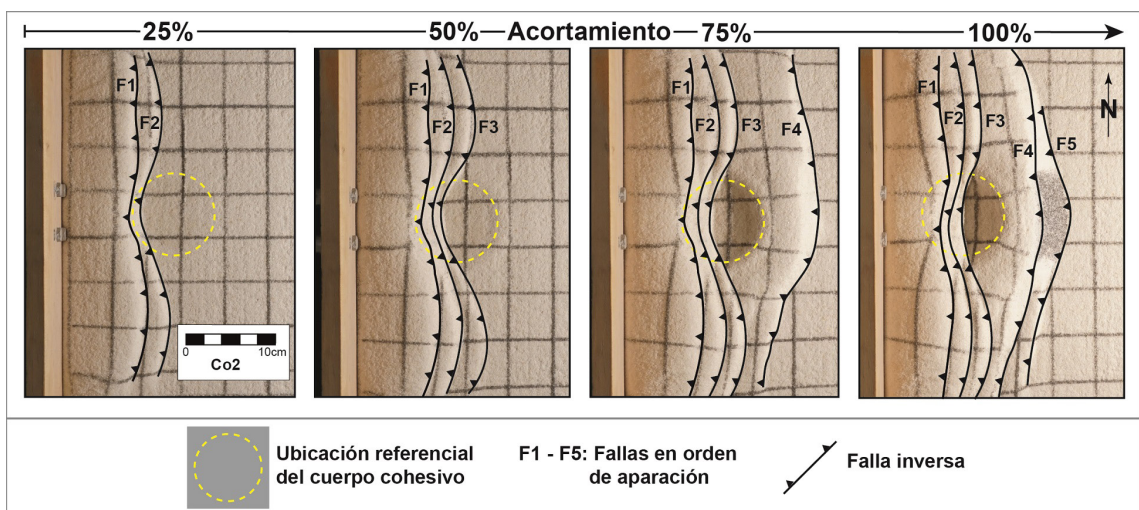 25% 50% Acortamiento 75% 100%
F1
F2
0 10cm
Co2
F1
F2 F3
F1
F2 F3 F4
F1
F2 F3
F4 F5
N
Ubicación referencial
del cuerpo cohesivo
F1 - F5: Fallas en orden
de aparación
Falla inversa